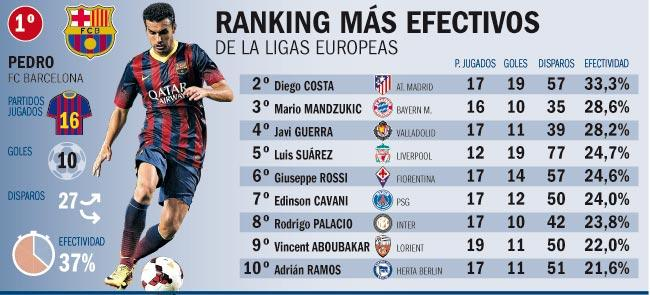 1º
FCB
PEDRO
FC BARCELONA
PARTIDOS
JUGADOS
16
GOLES
10
DISPAROS
27
EFECTIVIDAD
37%
QATAR
AIRWAYS
RANKING MÁS EFECTIVOS
DE LA LIGAS EUROPEAS
P. JUGADOS GOLES DISPAROS EFECTIVIDAD
2º Diego COSTA AT. MADRID 17 19 57 33,3%
3º Mario MANDZUKIC BAYERN M. 16 10 35 28,6%
4º Javi GUERRA VALLADOLID 17 11 39 28,2%
5º Luis SUÁREZ LIVERPOOL 12 19 77 24,7%
6º Giuseppe ROSSI FIORENTINA 17 14 57 24,6%
7º Edinson CAVANI PSG 17 12 50 24,0%
8º Rodrigo PALACIO INTER 17 10 42 23,8%
9º Vincent ABOUBAKAR LORIENT 19 11 50 22,0%
10º Adrián RAMOS HERTA BERLIN 17 11 51 21,6%